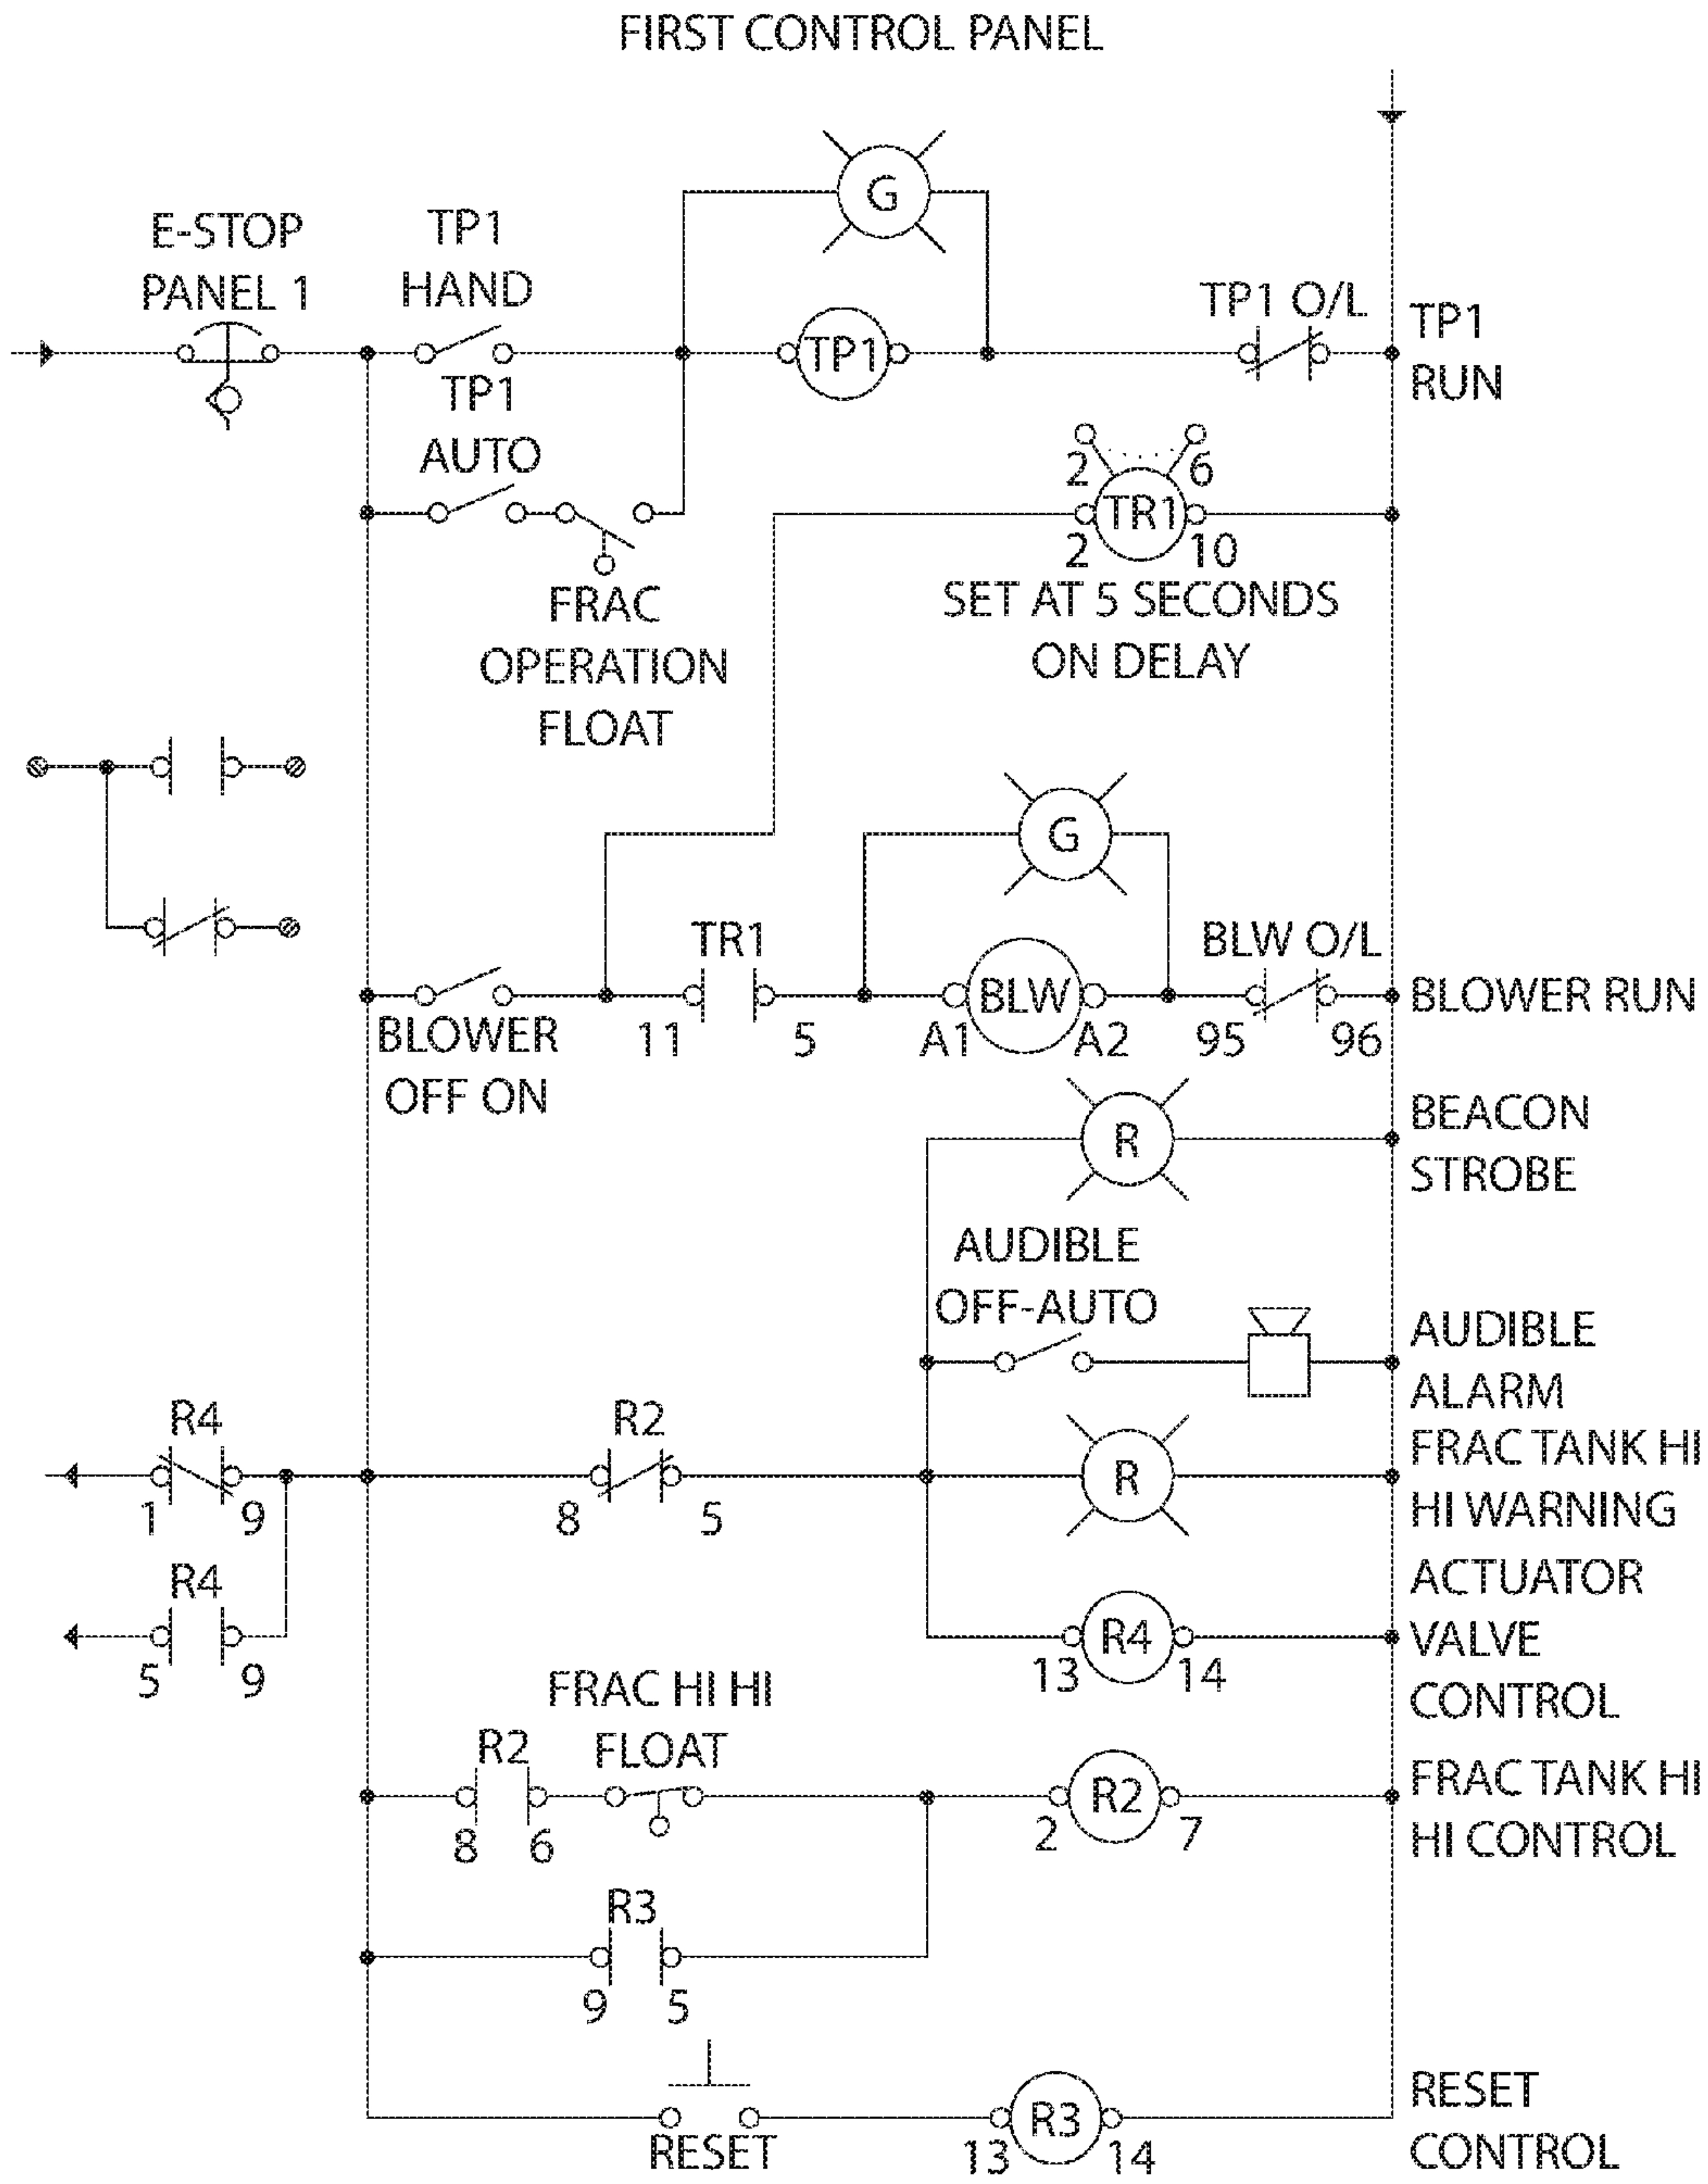 FIRST CONTROL PANEL
G
E-STOP
PANEL 1
TP1
HAND
TP1
TP1 O/L
TP1
RUN
TP1
AUTO
2
6
TR1
2
10
SET AT 5 SECONDS
ON DELAY
FRAC
OPERATION
FLOAT
G
TR1
BLW
BLW O/L
BLOWER RUN
BLOWER
OFF ON
11
5
A1
A2
95
96
R
BEACON
STROBE
AUDIBLE
OFF-AUTO
AUDIBLE
ALARM
R4
1
9
R2
8
5
R
FRAC TANK HI
HI WARNING
R4
5
9
R4
13
14
ACTUATOR
VALVE
CONTROL
FRAC HI HI
FLOAT
R2
8
6
R2
2
7
FRAC TANK HI
HI CONTROL
R3
9
5
RESET
R3
13
14
RESET
CONTROL